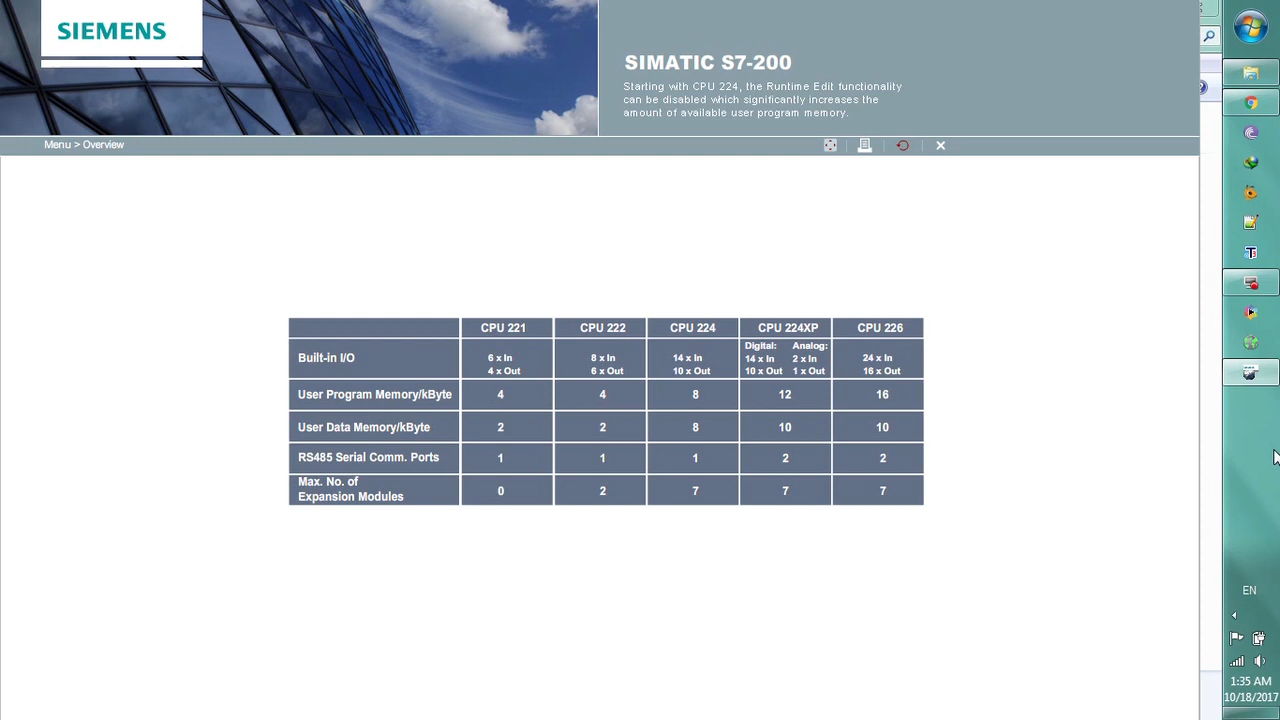 SIEMENS
SIMATIC S7-200
Starting with CPU 224, the Runtime Edit functionality
can be disabled which significantly increases the
amount of available user program memory.
Menu > Overview
CPU 221 CPU 222 CPU 224 CPU 224XP CPU 226
Built-in I/O
6 x In
4 x Out
8 x In
6 x Out
14 x In
10 x Out
Digital:
14 x In
10 x Out
Analog:
2 x In
1 x Out
24 x In
16 x Out
User Program Memory/kByte 4 4 8 12 16
User Data Memory/kByte 2 2 8 10 10
RS485 Serial Comm. Ports 1 1 1 2 2
Max. No. of
Expansion Modules 0 2 7 7 7
EN
1:35 AM
10/18/2017